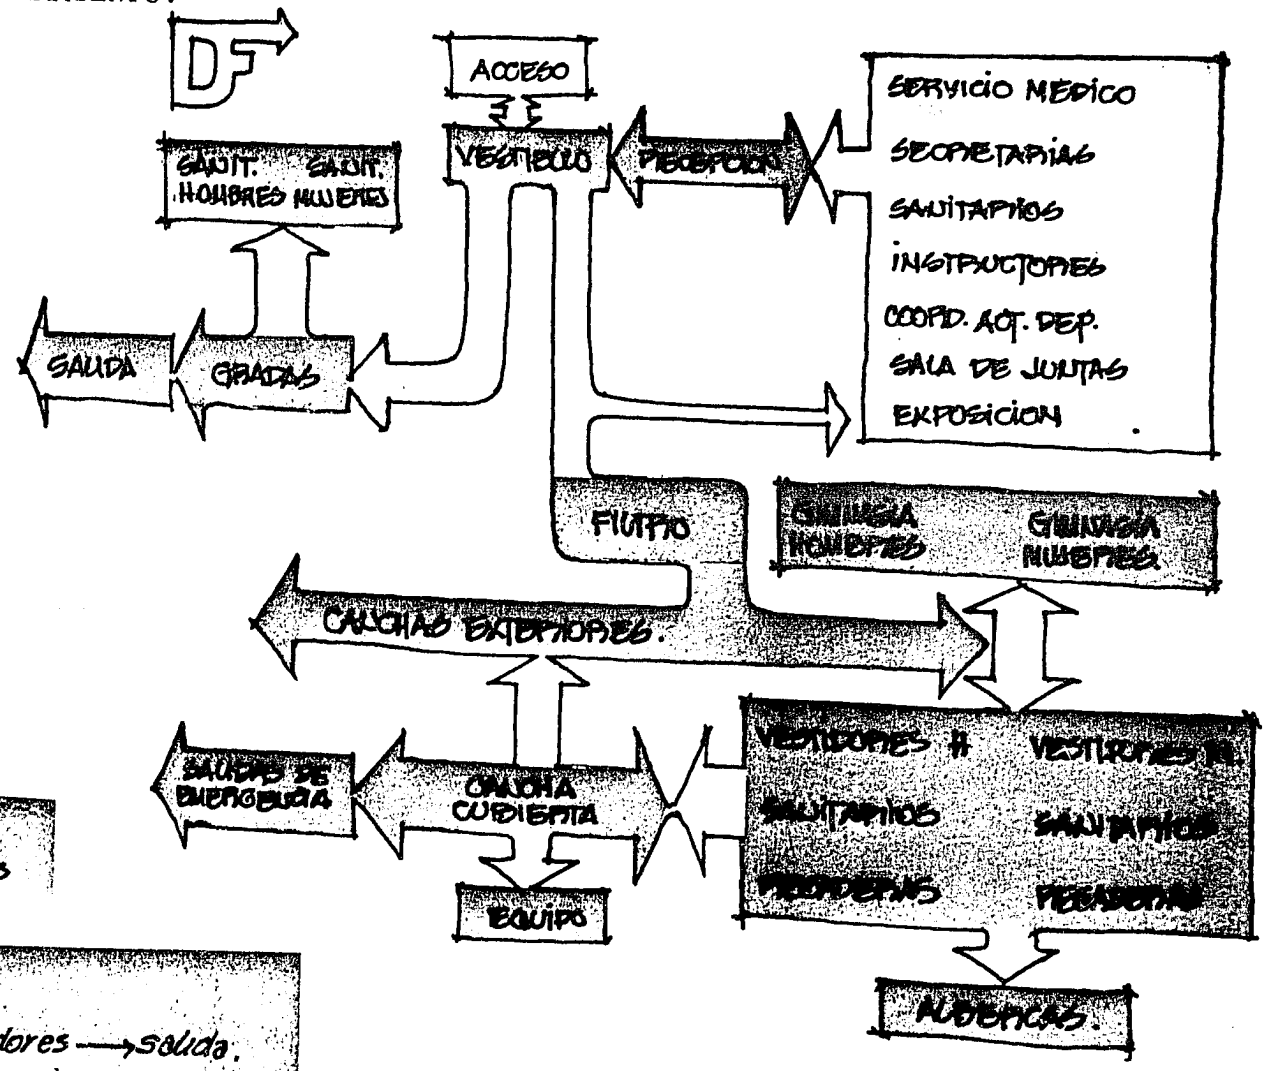 DF
ACCESO
VESTIBULO
RECEPCION
SERVICIO MEDICO
SECRETARIAS
SANITARIOS
INSTRUCTORES
COORD. ACT. DEP.
SALA DE JUNTAS
EXPOSICION
SANIT. SANIT.
HOMBRES MUJERES
SALIDA
GRADAS
FILTRO
GIMNASIA GIMNASIA
HOMBRES MUJERES.
CANCHAS EXTERIORES.
VESTIDORES H VESTIDORES M.
SANITARIOS SANITARIOS
REGADERAS REGADERAS
SALIDAS DE
EMERGENCIA
CANCHA
CUBIERTA
EQUIPO
ALBERCAS.
dores → salida.